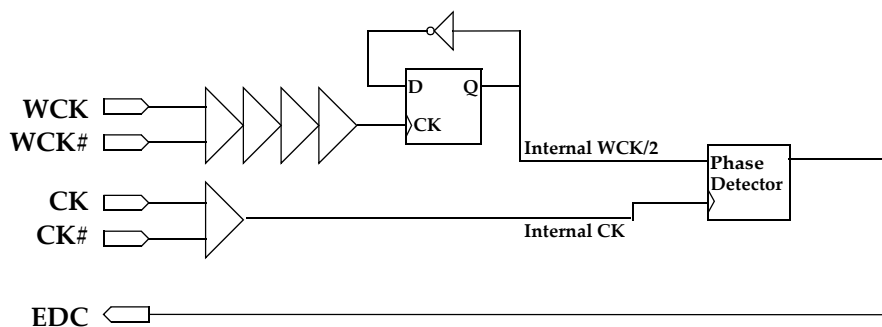 D Q
CK
WCK
WCK#
Internal WCK/2
Phase
Detector
CK
CK#
Internal CK
EDC